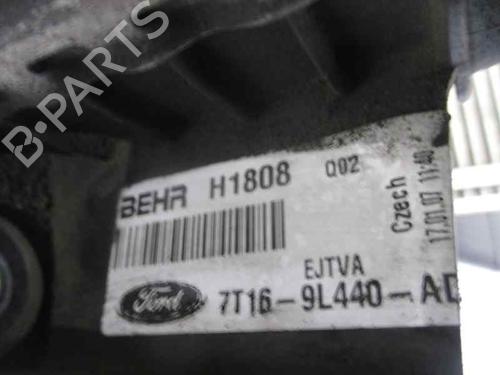 B-PARTS
BEHR H1808 Q02
Czech
17.01.07 11:40
EJTVA
Ford 7T16-9L440-AD